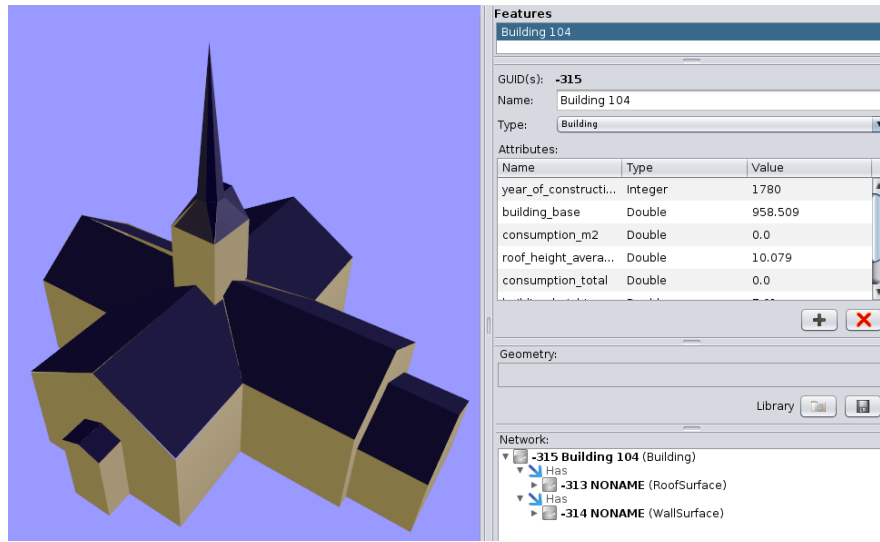 Features
Building 104
GUID(s): -315
Name: Building 104
Type: Building
Attributes:
Name Type Value
year_of_constructi... Integer 1780
building_base Double 958.509
consumption_m2 Double 0.0
roof_height_avera... Double 10.079
consumption_total Double 0.0
Geometry:
Library
Network:
-315 Building 104 (Building)
Has
-313 NONAME (RoofSurface)
Has
-314 NONAME (WallSurface)